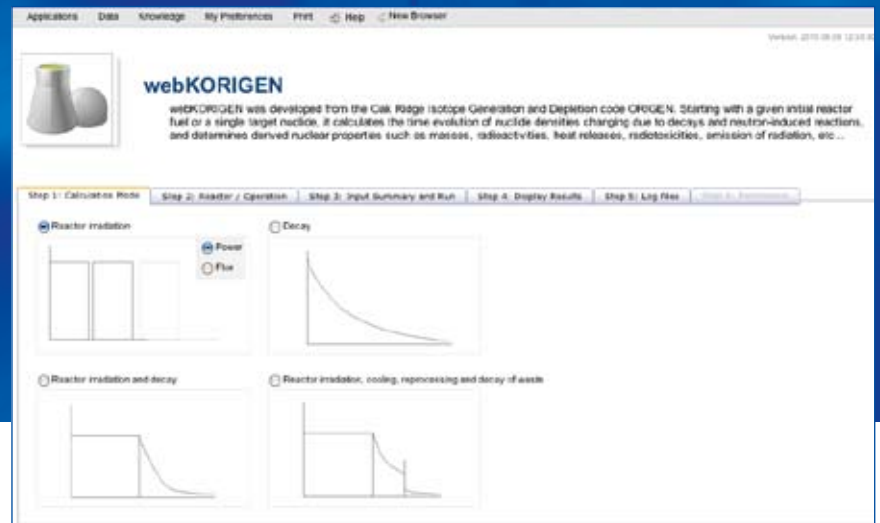 Applications Data Knowledge My Preferences Print Help New Browser
webKORIGEN
webKORIGEN was developed from the Oak Ridge Isotope Generation and Depletion code ORIGEN. Starting with a given initial reactor
fuel or a single target nuclide, it calculates the time evolution of nuclide densities changing due to decays and neutron-induced reactions,
and determines derived nuclear properties such as masses, radioactivities, heat releases, radiotoxicities, emission of radiation, etc...
Step 1: Calculation Mode Step 2: Reactor / Operation Step 3: Input Summary and Run Step 4: Display Results Step 5: Log files
Reactor irradiation Decay
Power
Flux
Reactor irradiation and decay Reactor irradiation, cooling, reprocessing and decay of waste